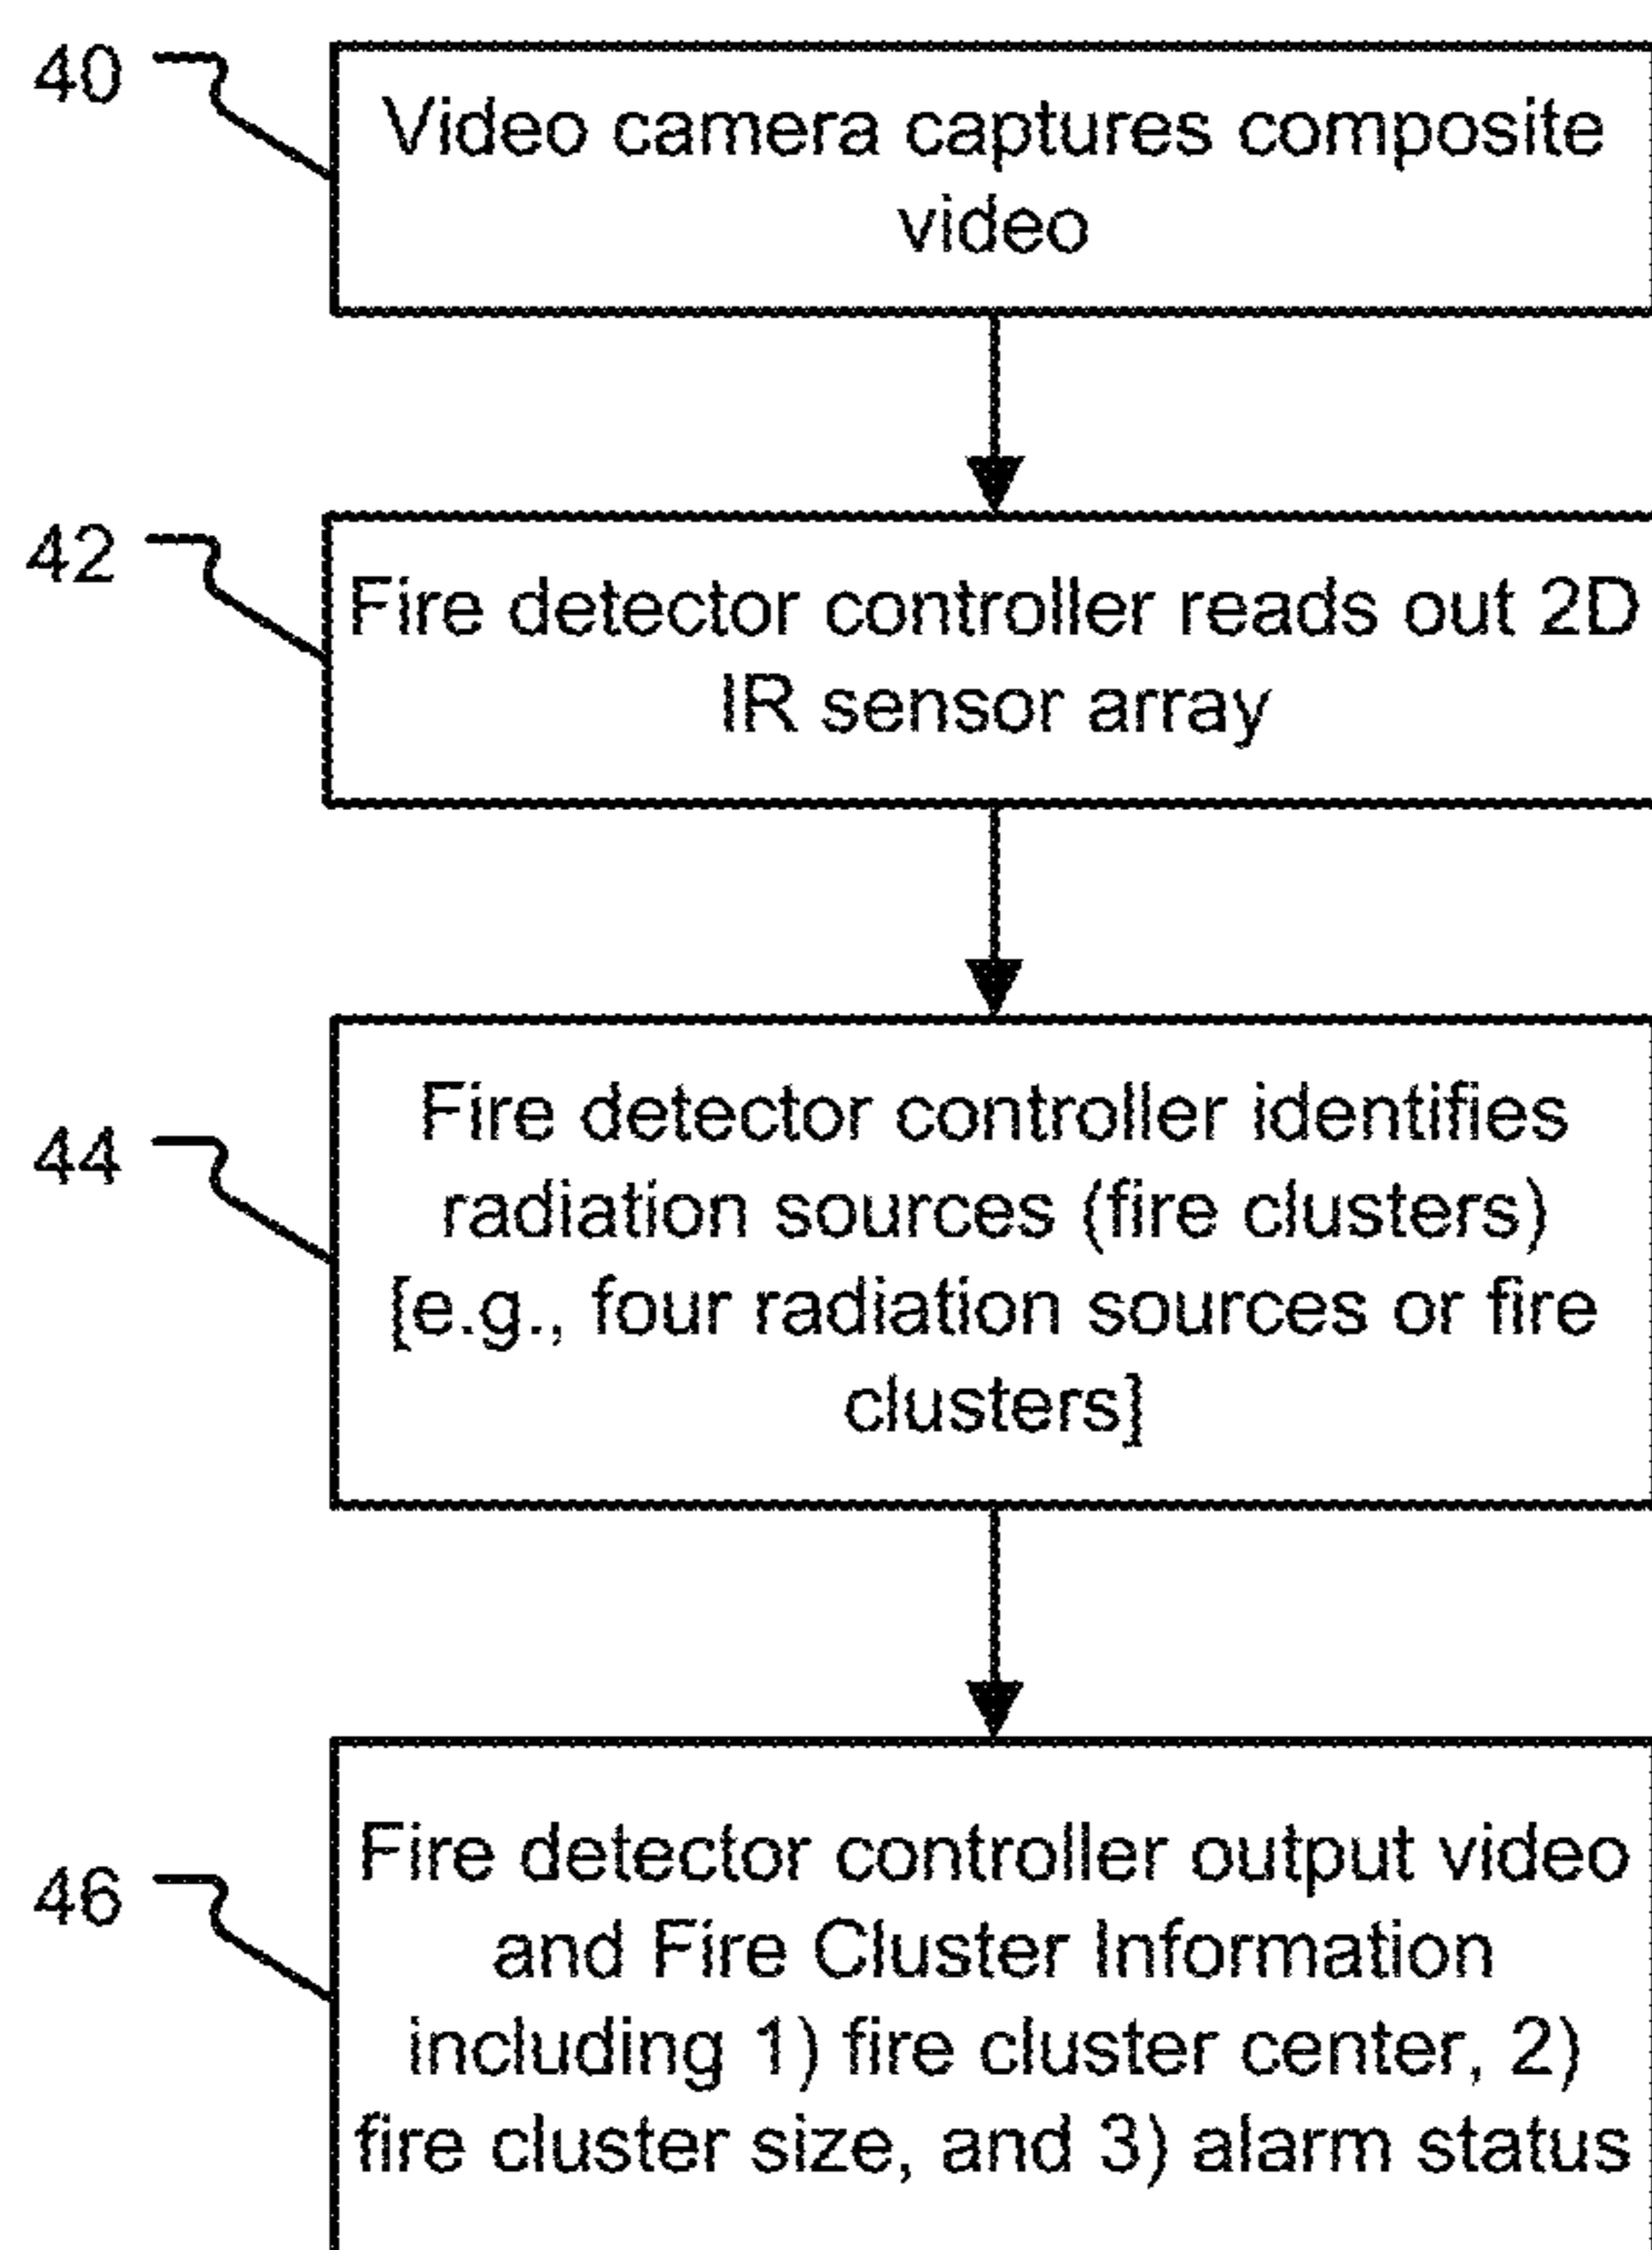 40
Video camera captures composite
video
42
Fire detector controller reads out 2D
IR sensor array
44
Fire detector controller identifies
radiation sources (fire clusters)
[e.g., four radiation sources or fire
clusters]
46
Fire detector controller output video
and Fire Cluster Information
including 1) fire cluster center, 2)
fire cluster size, and 3) alarm status